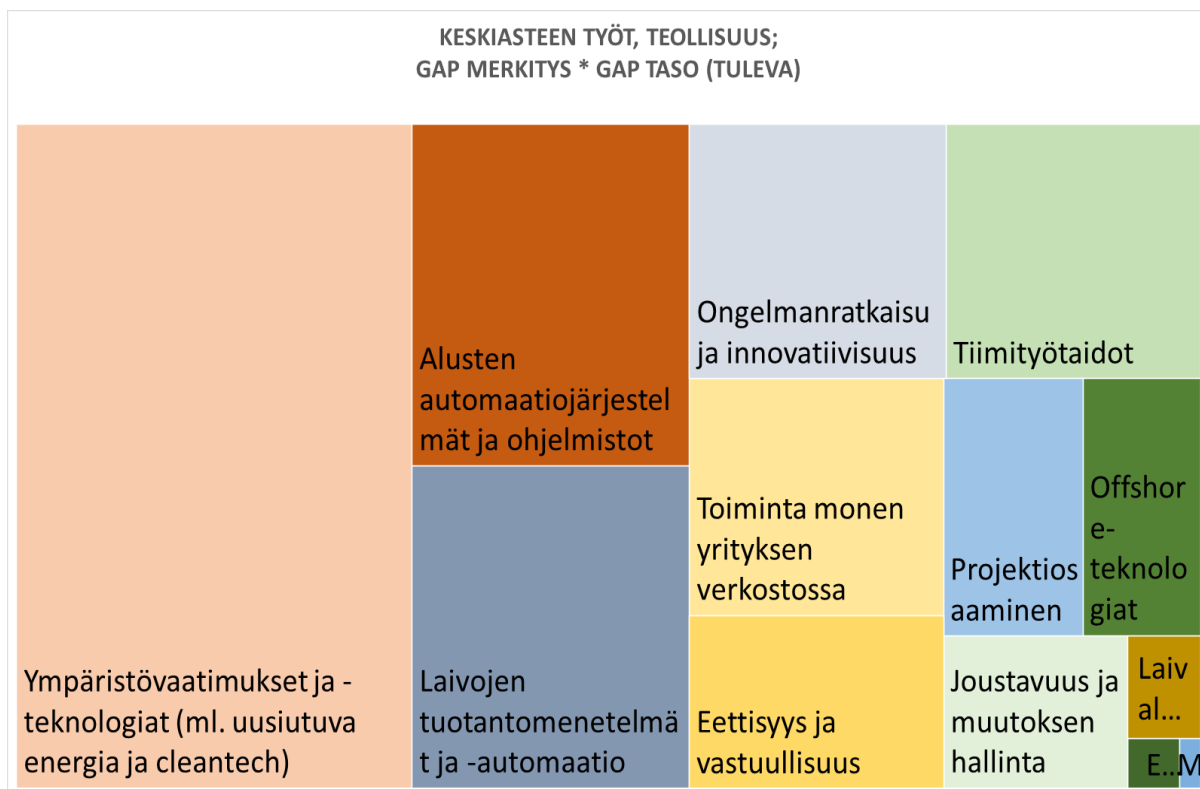 KESKIASTEEN TYÖT, TEOLLISUUS;
GAP MERKITYS * GAP TASO (TULEVA)
Ympäristövaatimukset ja -
teknologiat (ml. uusiutuva
energia ja cleantech)
Alusten
automaatiojärjestel
mät ja ohjelmistot
Laivojen
tuotantomenetelmä
t ja -automaatio
Ongelmanratkaisu
ja innovatiivisuus
Tiimityötaidot
Toiminta monen
yrityksen
verkostossa
Eettisyys ja
vastuullisuus
Projektios
aaminen
Offshor
e-
teknolo
giat
Joustavuus ja
muutoksen
hallinta
Laiv
al...
E...
M